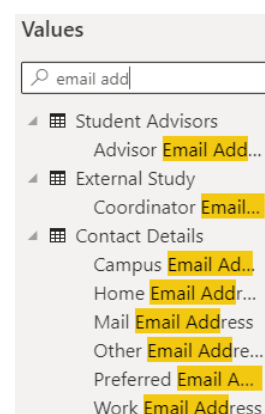 Values
email add
Student Advisors
Advisor Email Add...
External Study
Coordinator Email...
Contact Details
Campus Email Ad...
Home Email Addr...
Mail Email Address
Other Email Addre...
Preferred Email A...
Work Email Address